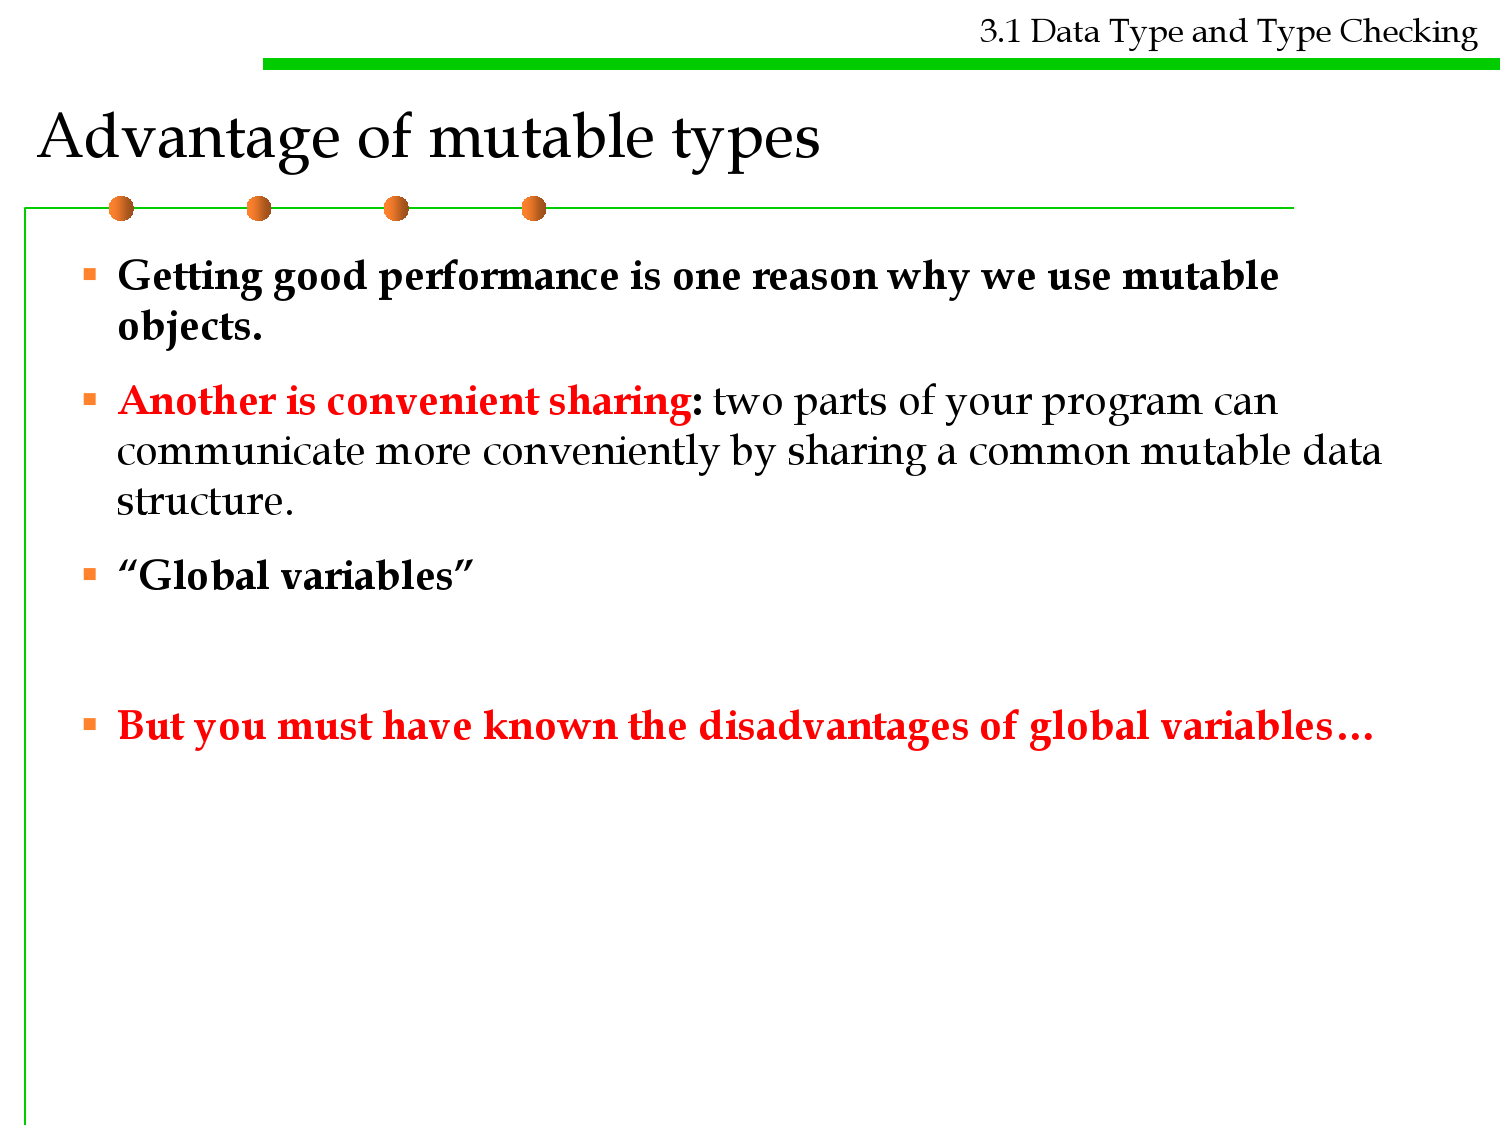 3.1 Data Type and Type Checking
Advantage of mutable types
▪ Getting good performance is one reason why we use mutable
objects.
▪ Another is convenient sharing: two parts of your program can
communicate more conveniently by sharing a common mutable data
structure.
▪ “Global variables”
▪ But you must have known the disadvantages of global variables…